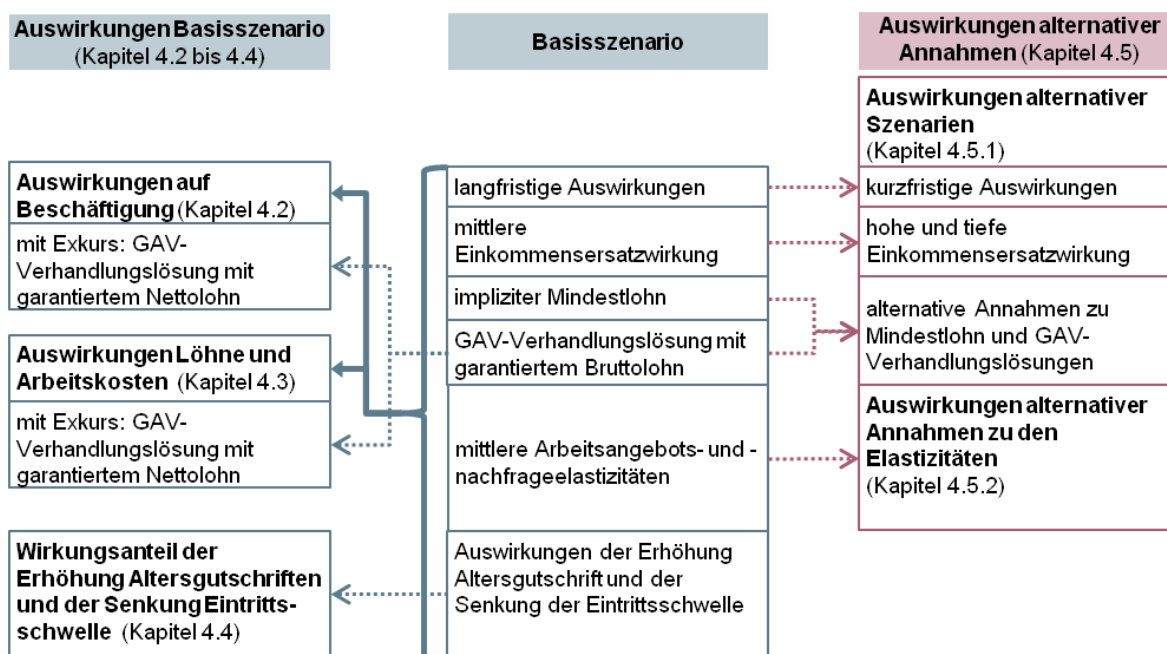 Auswirkungen Basisszenario
(Kapitel 4.2 bis 4.4)
Auswirkungen auf
Beschäftigung (Kapitel 4.2)
mit Exkurs: GAV-
Verhandlungslösung mit
garantiertem Nettolohn
Auswirkungen Löhne und
Arbeitskosten (Kapitel 4.3)
mit Exkurs: GAV-
Verhandlungslösung mit
garantiertem Nettolohn
Wirkungsanteil der
Erhöhung Altersgutschriften
und der Senkung Eintritts-
schwelle (Kapitel 4.4)
Basisszenario
langfristige Auswirkungen
mittlere
Einkommensersatzwirkung
impliziter Mindestlohn
GAV-Verhandlungslösung mit
garantiertem Bruttolohn
mittlere Arbeitsangebots- und -
nachfrageelastizitäten
Auswirkungen der Erhöhung
Altersgutschrift und der
Senkung der Eintrittsschwelle
Auswirkungen alternativer
Annahmen (Kapitel 4.5)
Auswirkungen alternativer
Szenarien
(Kapitel 4.5.1)
kurzfristige Auswirkungen
hohe und tiefe
Einkommensersatzwirkung
alternative Annahmen zu
Mindestlohn und GAV-
Verhandlungslösungen
Auswirkungen alternativer
Annahmen zu den
Elastizitäten
(Kapitel 4.5.2)